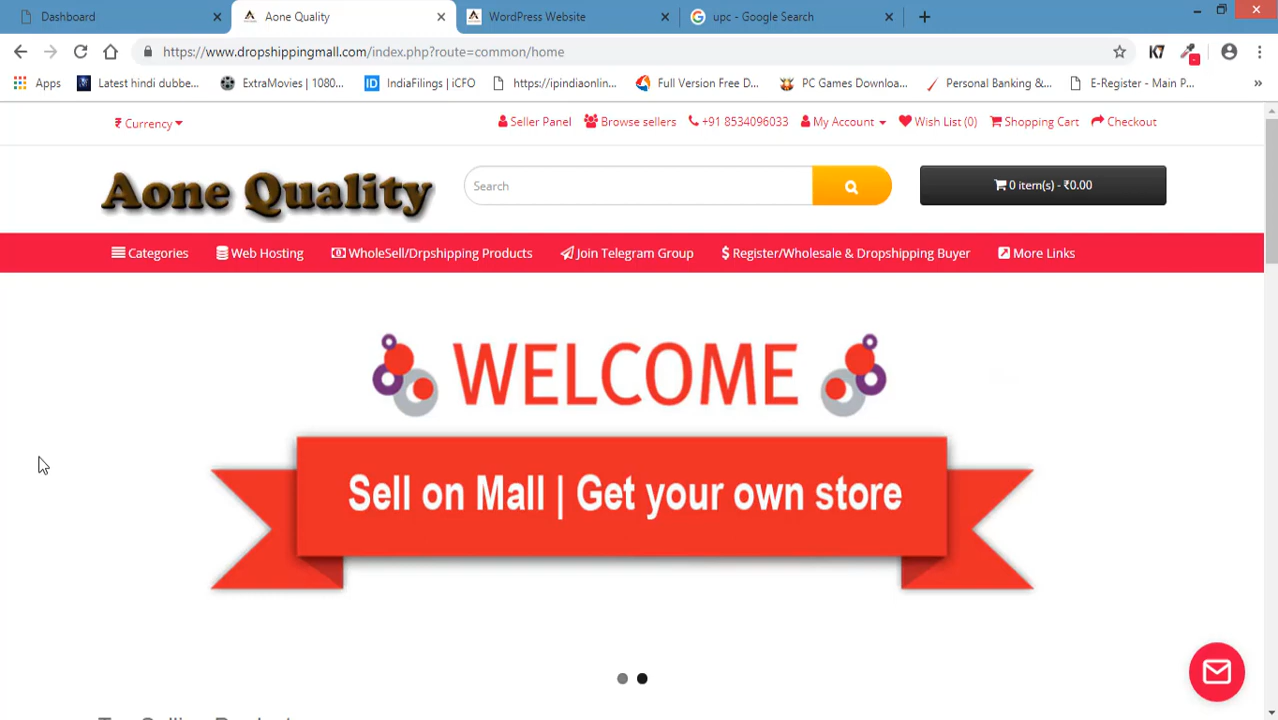 Dashboard
Aone Quality
WordPress Website
upc - Google Search
https://www.dropshippingmall.com/index.php?route=common/home
Apps
Latest hindi dubbe...
ExtraMovies | 1080...
IndiaFilings | iCFO
https://ipindiaonlin...
Full Version Free D...
PC Games Downloa...
Personal Banking &...
E-Register - Main P...
₹ Currency
Seller Panel
Browse sellers
+91 8534096033
My Account
Wish List (0)
Shopping Cart
Checkout
Aone Quality
Search
0 item(s) - ₹0.00
Categories
Web Hosting
WholeSell/Drpshipping Products
Join Telegram Group
Register/Wholesale & Dropshipping Buyer
More Links
WELCOME
Sell on Mall | Get your own store